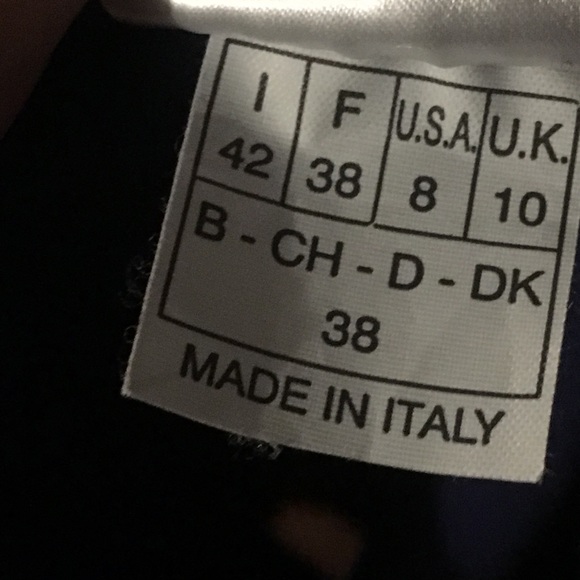 I F U.S.A. U.K.
42 38 8 10
B - CH - D - DK
38
MADE IN ITALY